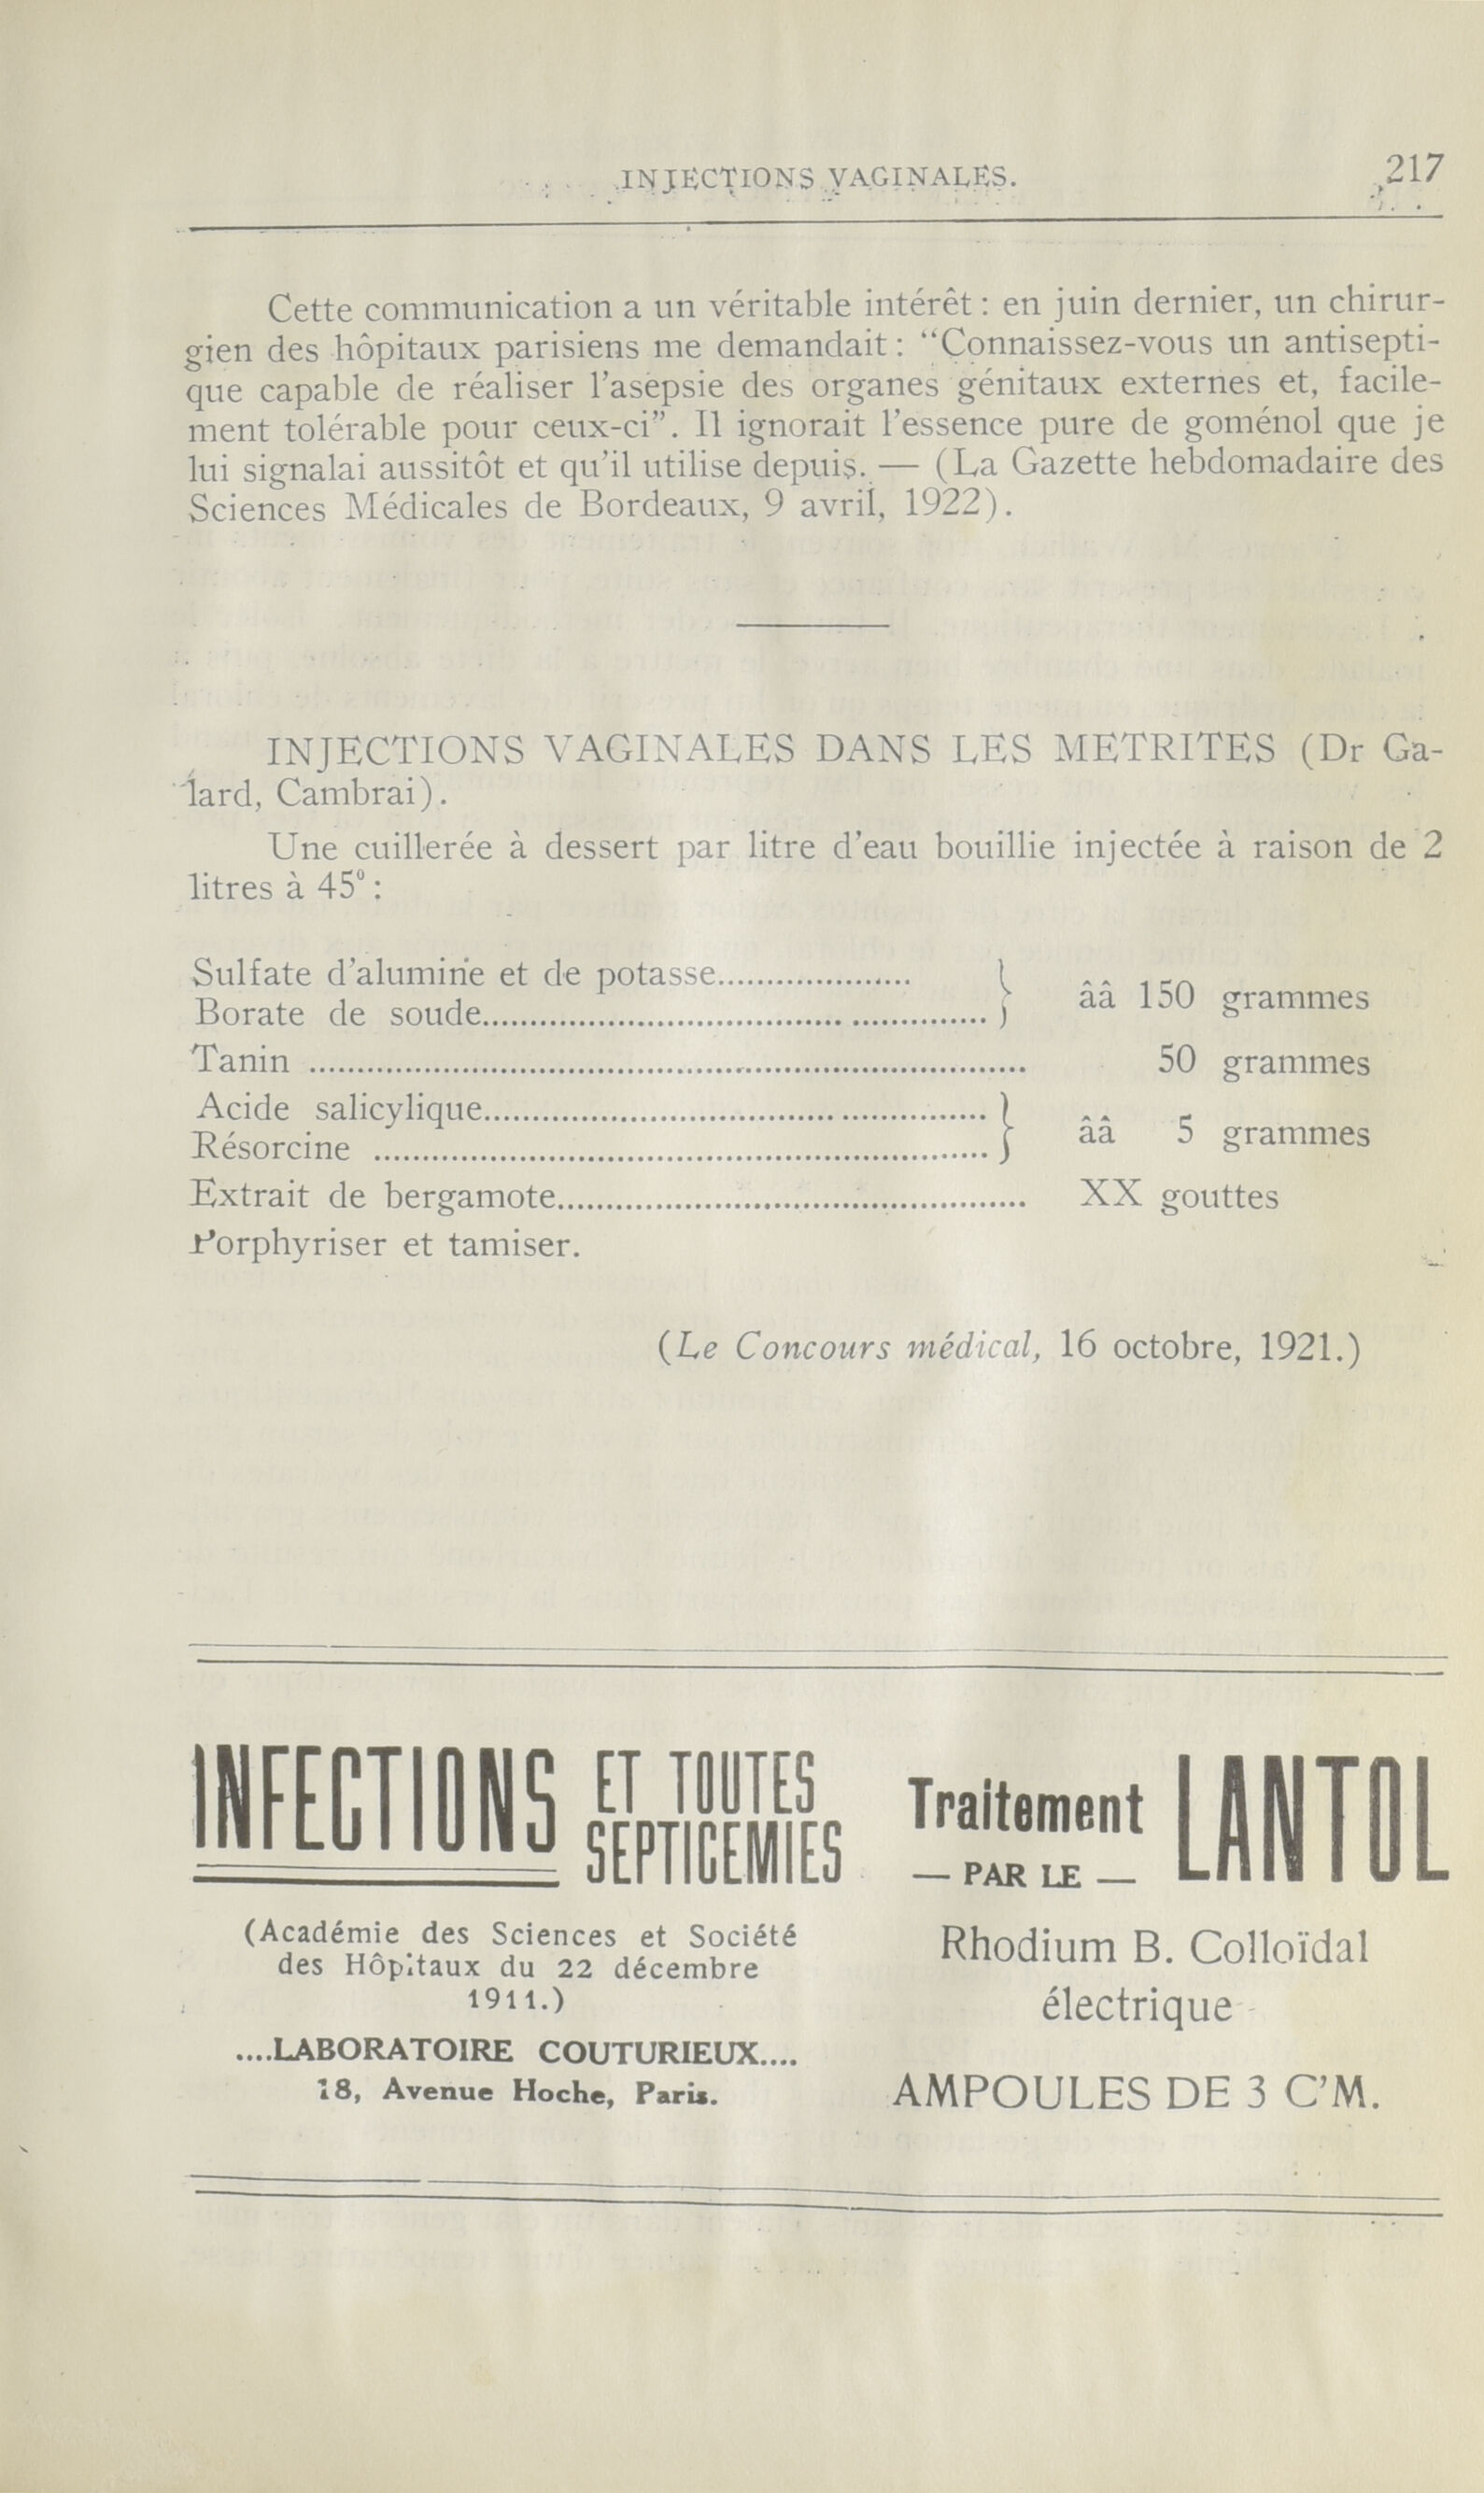 INJECTIONS VAGINALES.
217
Cette communication a un véritable intérêt : en juin dernier, un chirur-
gien des hôpitaux parisiens me demandait : “Connaissez-vous un antisepti-
que capable de réaliser l’asepsie des organes génitaux externes et, facile-
ment tolérable pour ceux-ci”. Il ignorait l’essence pure de goménol que je
lui signalai aussitôt et qu’il utilise depuis. — (La Gazette hebdomadaire des
Sciences Médicales de Bordeaux, 9 avril, 1922).
INJECTIONS VAGINALES DANS LES METRITES (Dr Ga-
lard, Cambrai).
Une cuillerée à dessert par litre d’eau bouillie injectée à raison de 2
litres à 45° :
Sulfate d’alumine et de potasse
Borate de soude
} ââ 150 grammes
Tanin 50 grammes
Acide salicylique
Résorcine
} ââ 5 grammes
Extrait de bergamote XX gouttes
Porphyriser et tamiser.
(Le Concours médical, 16 octobre, 1921.)
INFECTIONS ET TOUTES
SEPTICEMIES
(Académie des Sciences et Société
des Hôpitaux du 22 décembre
1911.)
....LABORATOIRE COUTURIEUX....
18, Avenue Hoche, Paris.
Traitement
— PAR LE —
LANTOL
Rhodium B. Colloïdal
électrique
AMPOULES DE 3 C’M.